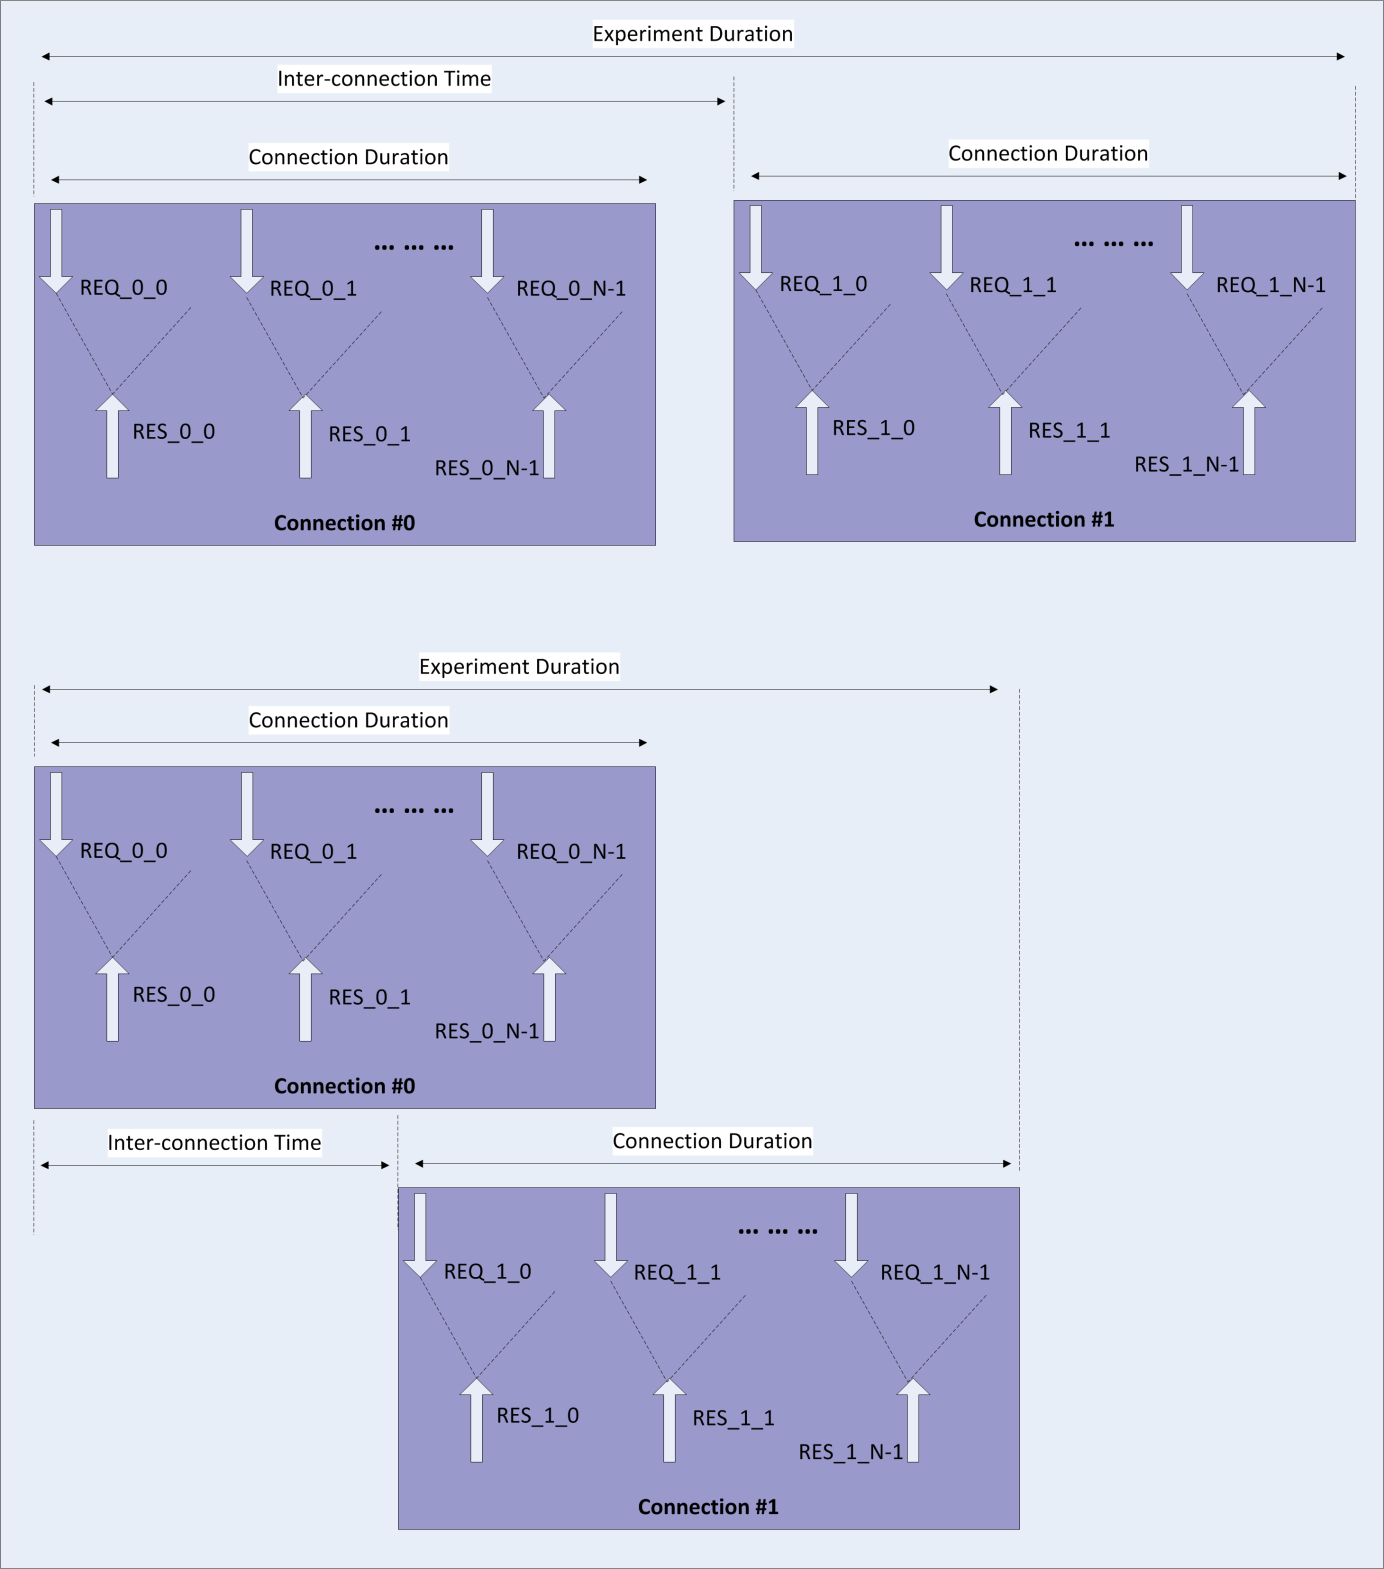 Experiment Duration
Inter-connection Time
Connection Duration
Connection Duration
... ... ...
REQ_0_0
REQ_0_1
REQ_0_N-1
RES_0_0
RES_0_1
RES_0_N-1
Connection #0
... ... ...
REQ_1_0
REQ_1_1
REQ_1_N-1
RES_1_0
RES_1_1
RES_1_N-1
Connection #1
Experiment Duration
Connection Duration
... ... ...
REQ_0_0
REQ_0_1
REQ_0_N-1
RES_0_0
RES_0_1
RES_0_N-1
Connection #0
Inter-connection Time
Connection Duration
... ... ...
REQ_1_0
REQ_1_1
REQ_1_N-1
RES_1_0
RES_1_1
RES_1_N-1
Connection #1